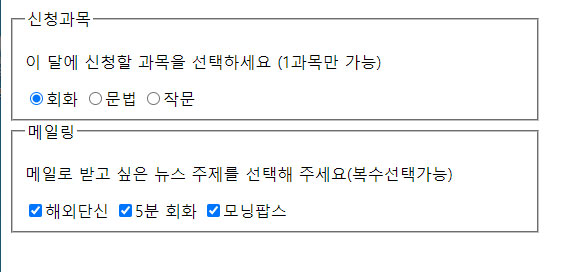 신청과목
이 달에 신청할 과목을 선택하세요 (1과목만 가능)
회화 문법 작문
메일링
메일로 받고 싶은 뉴스 주제를 선택해 주세요(복수선택가능)
해외단신 5분 회화 모닝팝스